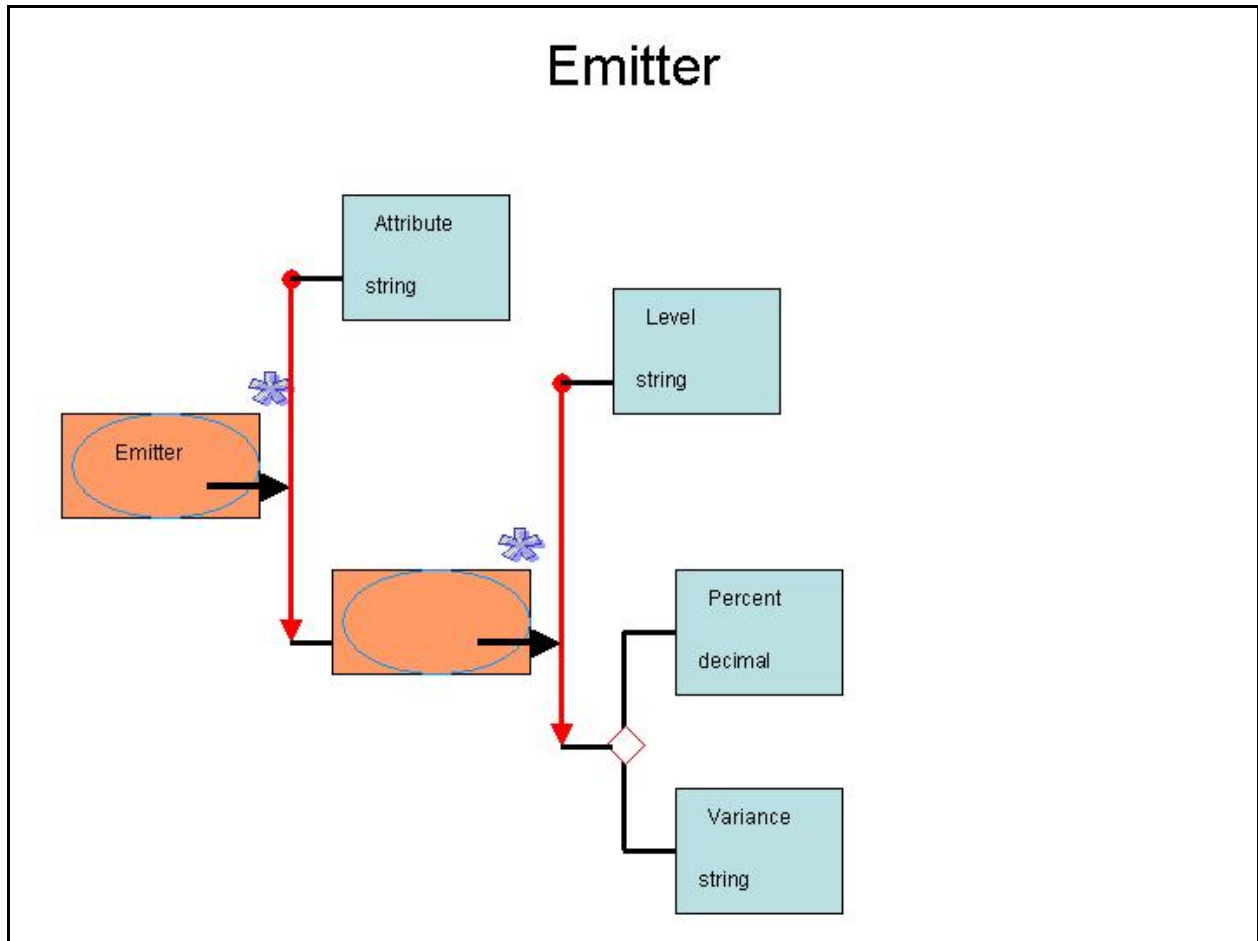 Emitter
Attribute
string
Level
string
Emitter
Percent
decimal
Variance
string